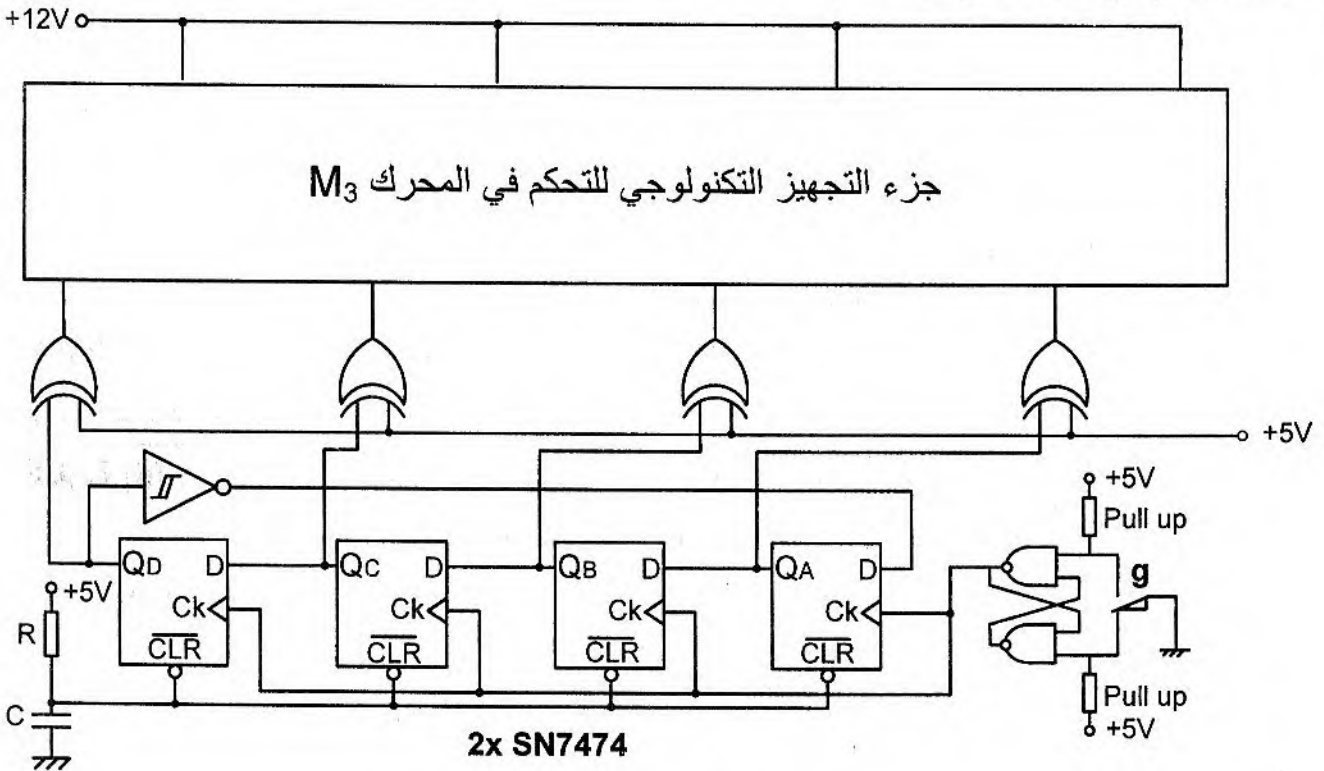 +12V
جزء التجهيز التكنولوجي للتحكم في المحرك M₃
+5V
+5V
Pull up
g
Pull up
+5V
QD D
Ck
CLR
QC D
Ck
CLR
QB D
Ck
CLR
QA D
Ck
CLR
+5V
R
C
2x SN7474